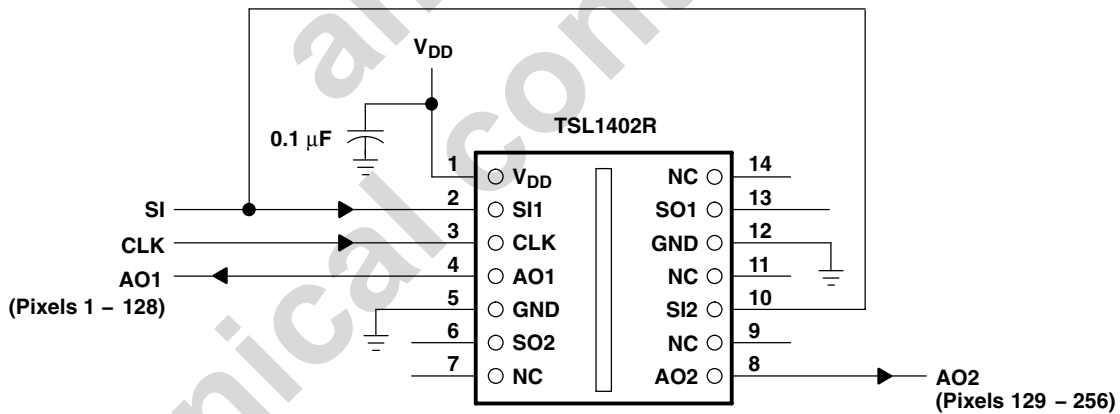 V_DD
0.1 μF
TSL1402R
SI
CLK
AO1
(Pixels 1 – 128)
1 V_DD
2 SI1
3 CLK
4 AO1
5 GND
6 SO2
7 NC
NC 14
SO1 13
GND 12
NC 11
SI2 10
NC 9
AO2 8
AO2
(Pixels 129 – 256)